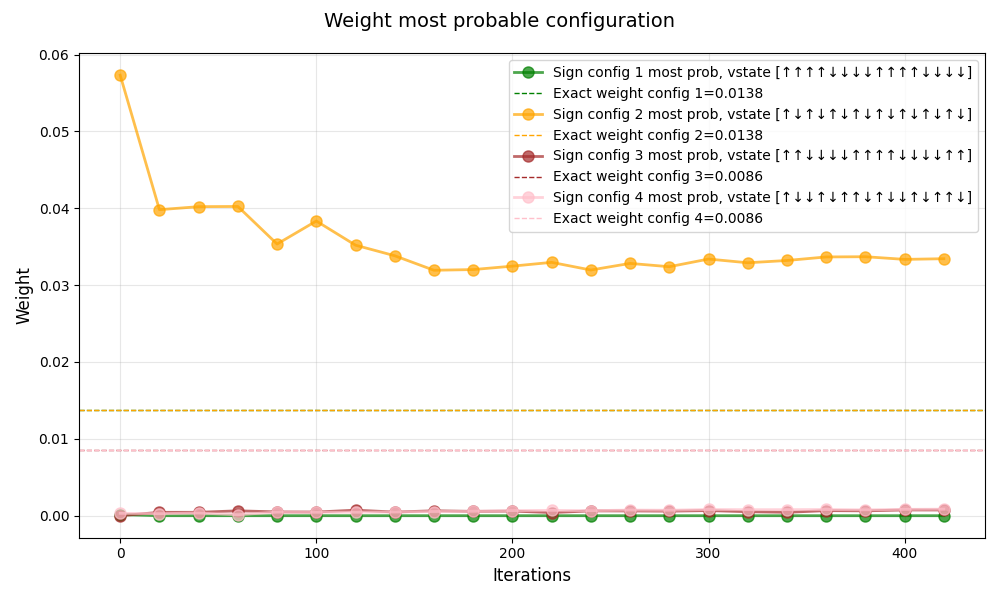 Weight most probable configuration
Weight
0.06
0.05
0.04
0.03
0.02
0.01
0.00
Sign config 1 most prob, vstate [↑↑↑↑↓↓↓↓↑↑↑↑↓↓↓↓]
Exact weight config 1=0.0138
Sign config 2 most prob, vstate [↑↓↑↓↑↓↑↓↑↓↑↓↑↓↑↓]
Exact weight config 2=0.0138
Sign config 3 most prob, vstate [↑↑↓↓↓↓↑↑↑↑↓↓↓↓↑↑]
Exact weight config 3=0.0086
Sign config 4 most prob, vstate [↑↓↓↑↓↑↑↓↑↓↓↑↓↑↑↓]
Exact weight config 4=0.0086
0
100
200
300
400
Iterations